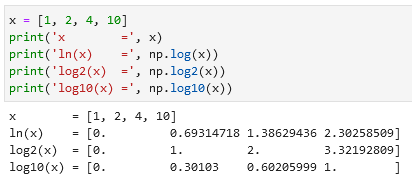 x = [1, 2, 4, 10]
print('x        =', x)
print('ln(x)    =', np.log(x))
print('log2(x)  =', np.log2(x))
print('log10(x) =', np.log10(x))
x        = [1, 2, 4, 10]
ln(x)    = [0.         0.69314718 1.38629436 2.30258509]
log2(x)  = [0.         1.         2.         3.32192809]
log10(x) = [0.         0.30103    0.60205999 1.        ]